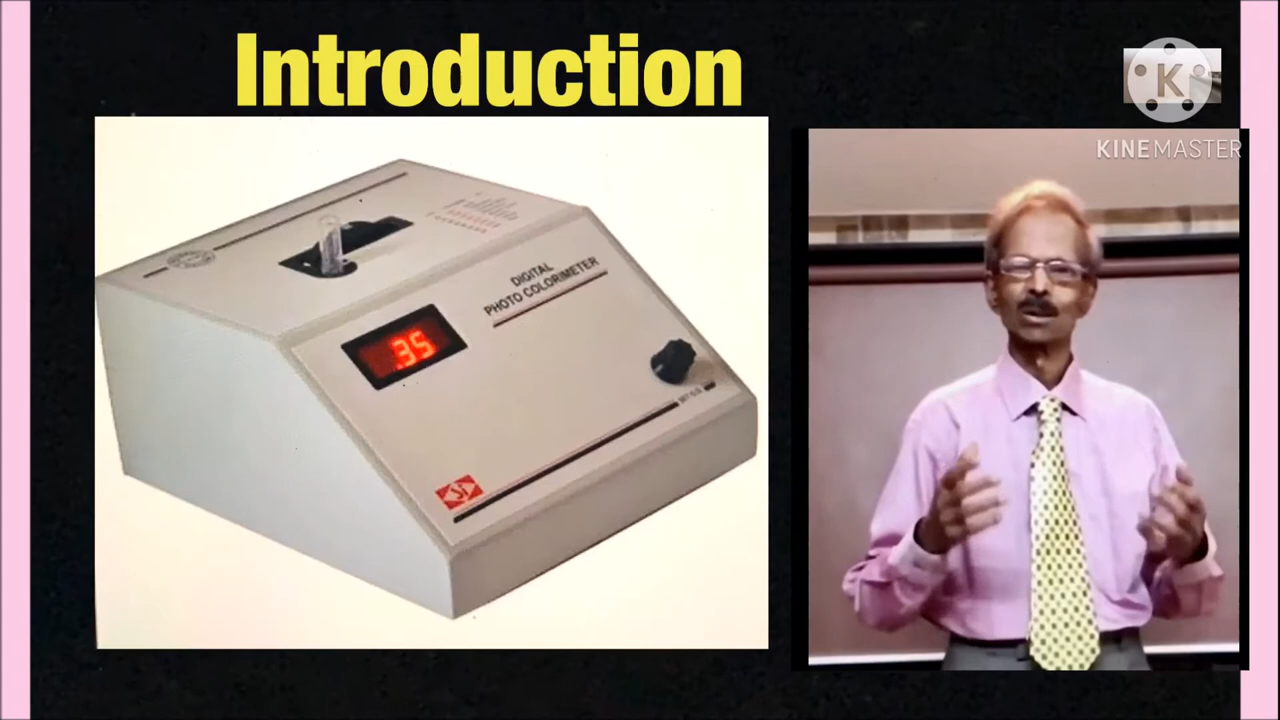 Introduction
K
KINEMASTER
DIGITAL
PHOTO COLORIMETER
.35